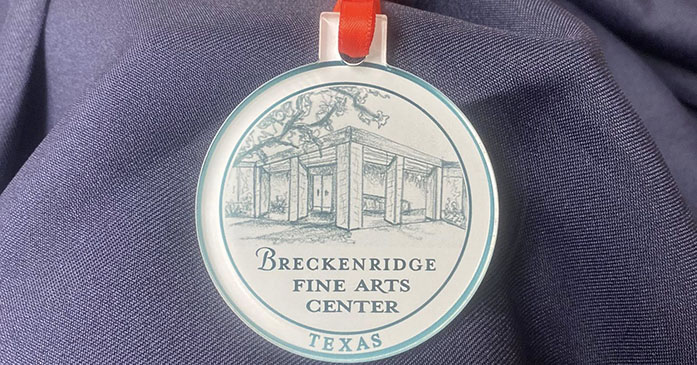 BRECKENRIDGE
FINE ARTS
CENTER
TEXAS